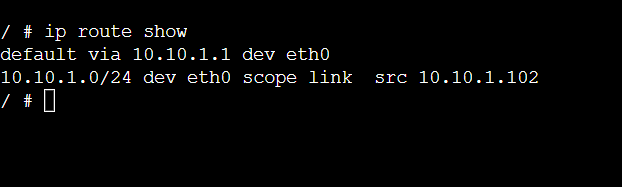 / # ip route show
default via 10.10.1.1 dev eth0
10.10.1.0/24 dev eth0 scope link  src 10.10.1.102
/ #